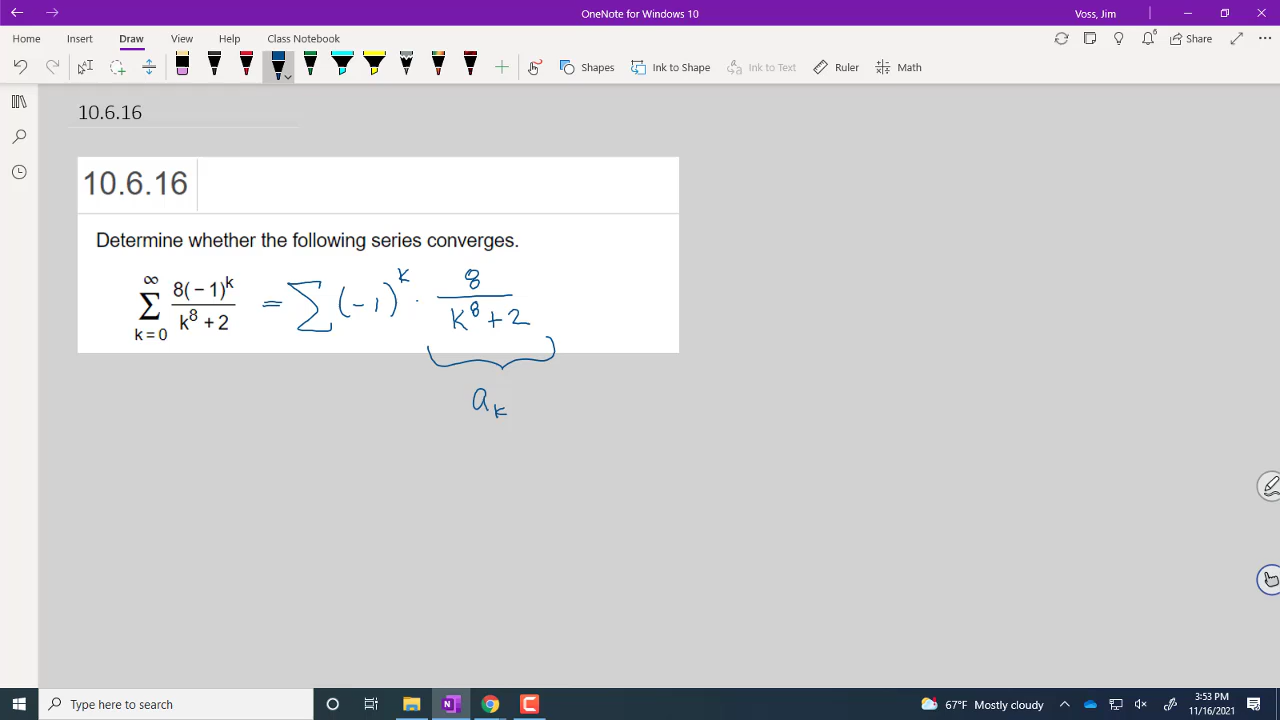 OneNote for Windows 10
Voss, Jim
Home Insert Draw View Help Class Notebook
Share
Shapes Ink to Shape Ink to Text Ruler Math
10.6.16
10.6.16
Determine whether the following series converges.
∞ Σ k = 0 8(− 1)^k / k^8 + 2 = Σ (-1)^k · 8 / k^8 + 2
a_k
Type here to search
67°F Mostly cloudy
3:53 PM
11/16/2021